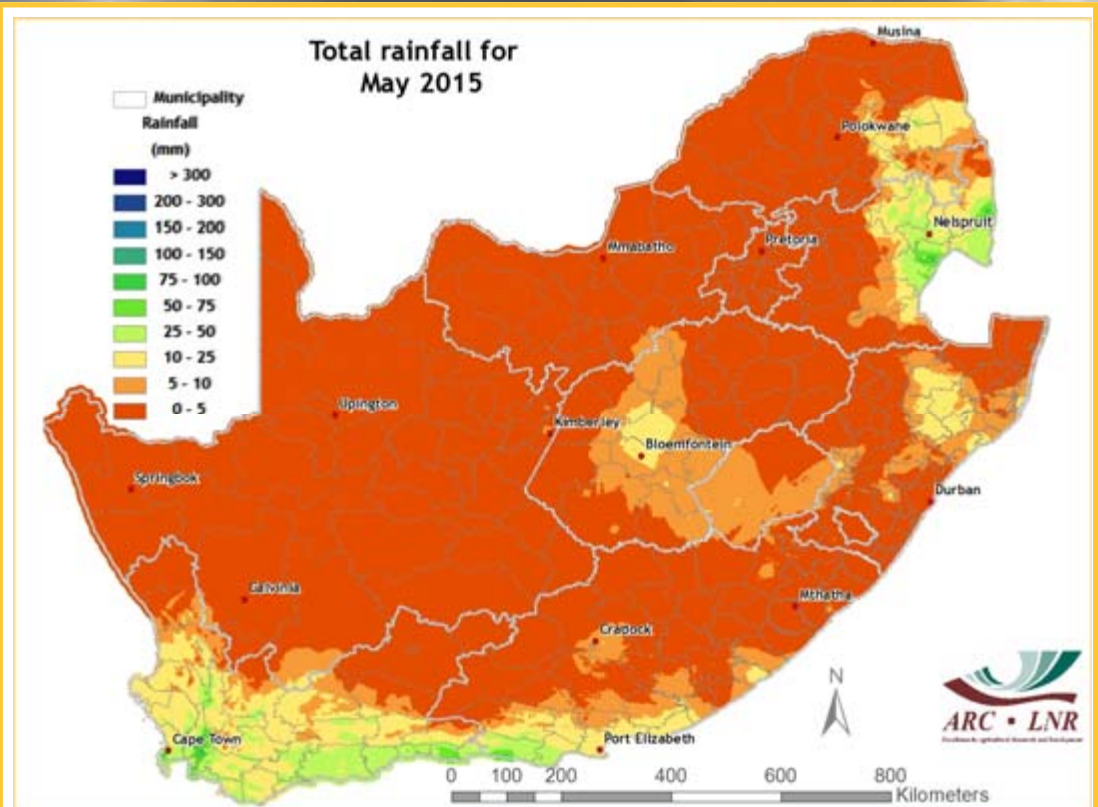 Total rainfall for
May 2015
Municipality
Rainfall
(mm)
> 300
200 - 300
150 - 200
100 - 150
75 - 100
50 - 75
25 - 50
10 - 25
5 - 10
0 - 5
Musina
Polokwane
Nelspruit
Mmabatho
Pretoria
Upington
Kimberley
Bloemfontein
Springbok
Durban
Calvinia
Mthatha
Cradock
N
Cape Town
Port Elizabeth
ARC • LNR
0 100 200 400 600 800
Kilometers